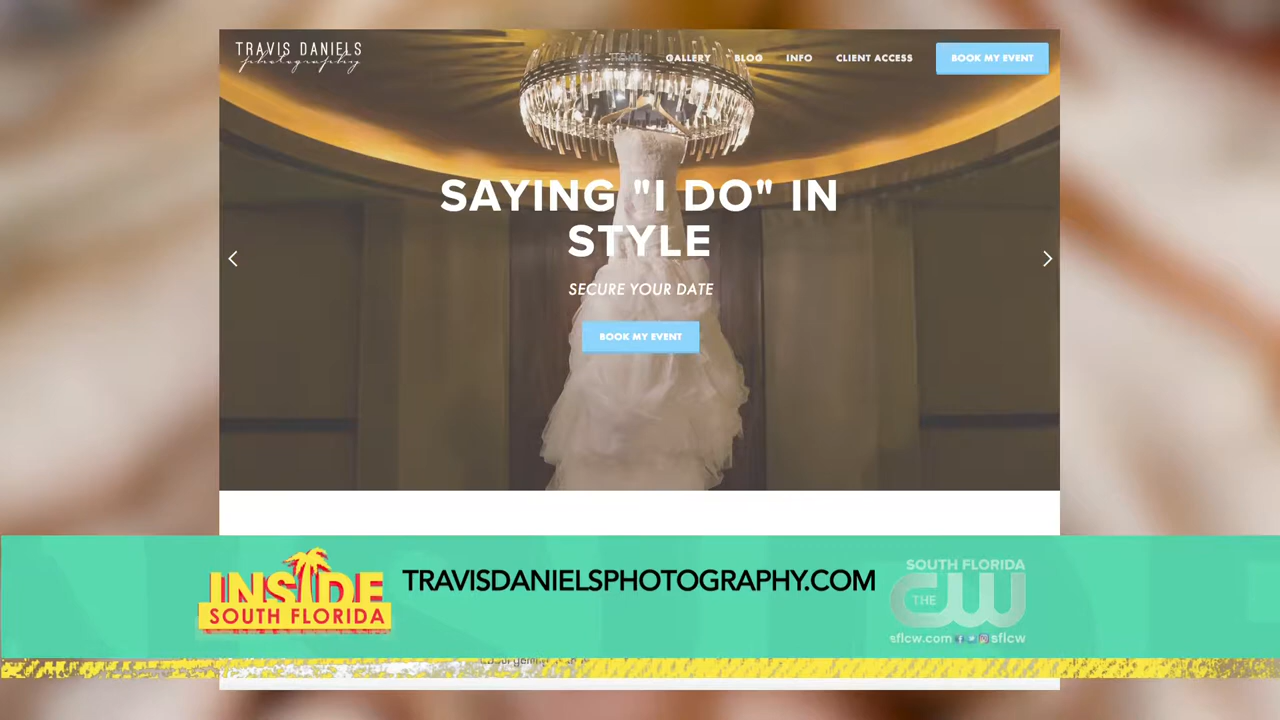 TRAVIS DANIELS
photography
HOME
GALLERY
BLOG
INFO
CLIENT ACCESS
BOOK MY EVENT
SAYING "I DO" IN
STYLE
SECURE YOUR DATE
BOOK MY EVENT
INSIDE
SOUTH FLORIDA
TRAVISDANIELSPHOTOGRAPHY.COM
SOUTH FLORIDA
THE CW
sflcw.com
sflcw